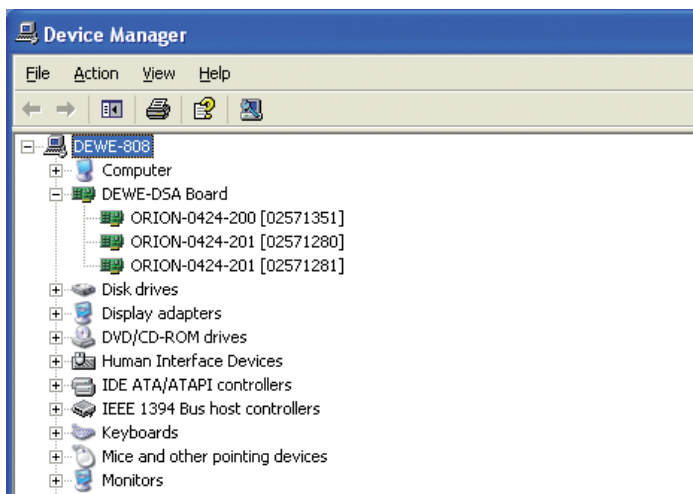 Device Manager
File Action View Help
DEWE-808
Computer
DEWE-DSA Board
ORION-0424-200 [02571351]
ORION-0424-201 [02571280]
ORION-0424-201 [02571281]
Disk drives
Display adapters
DVD/CD-ROM drives
Human Interface Devices
IDE ATA/ATAPI controllers
IEEE 1394 Bus host controllers
Keyboards
Mice and other pointing devices
Monitors